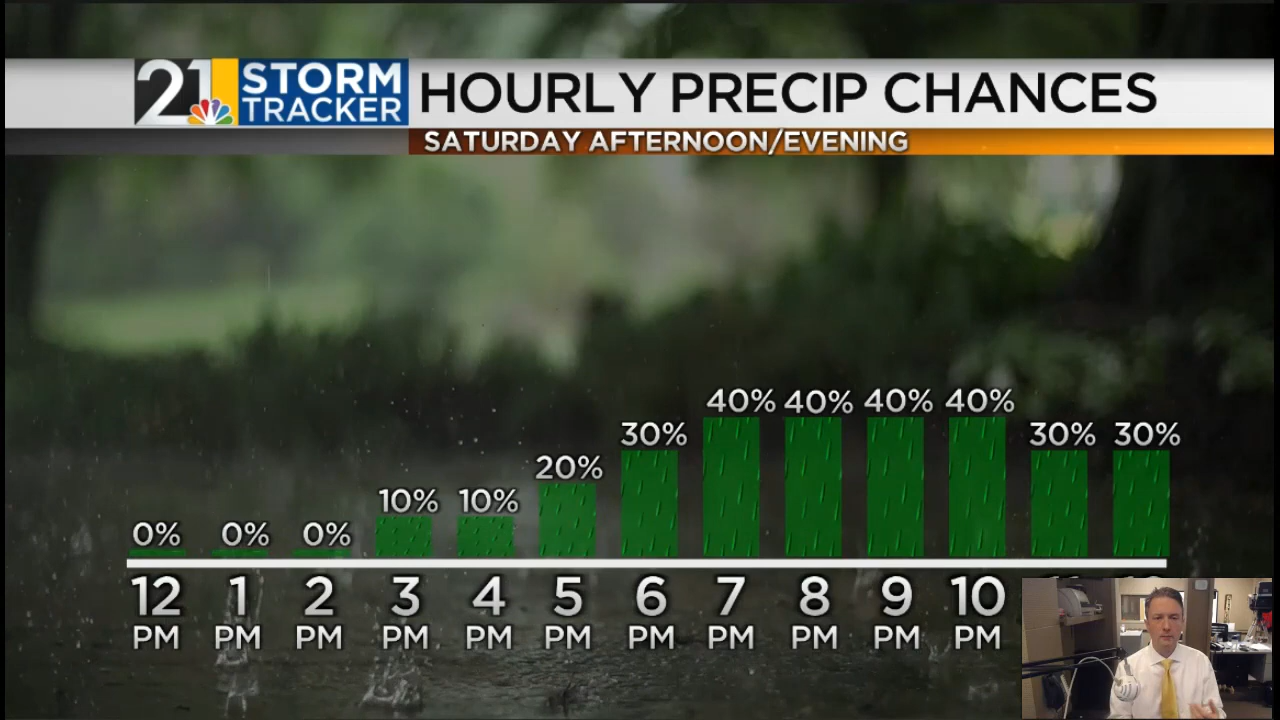 21 STORM TRACKER HOURLY PRECIP CHANCES
SATURDAY AFTERNOON/EVENING
0% 0% 0% 10% 10% 20% 30% 40% 40% 40% 40% 30% 30%
12 1 2 3 4 5 6 7 8 9 10
PM PM PM PM PM PM PM PM PM PM PM